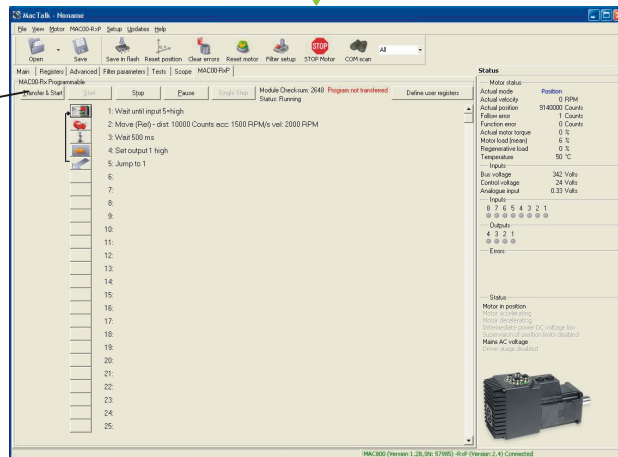 MacTalk - Noname
File View Motor MAC00-RxP Setup Updates Help
Open Save Save in flash Reset position Clear errors Reset motor Filter setup STOP Motor COM scan All
STOP
Main Registers Advanced Filter parameters Tests Scope MAC00-RxP
MAC00-Rx Programmable
Transfer & Start Start Stop Pause Single Step Module Checksum: 2648 Program not transferred Define user registers
Status: Running
1: Wait until input 5=high
2: Move (Rel) - dist 10000 Counts acc: 1500 RPM/s vel: 2000 RPM
3: Wait 500 ms
4: Set output 1 high
5: Jump to 1
6:
7:
8:
9:
10:
11:
12:
13:
14:
15:
16:
17:
18:
19:
20:
21:
22:
23:
24:
25:
Status
Motor status
Actual mode Position
Actual velocity 0 RPM
Actual position 9140000 Counts
Follow error 1 Counts
Function error 0 Counts
Actual motor torque 0 %
Motor load (mean) 6 %
Regenerative load 0 %
Temperature 50 °C
Inputs
Bus voltage 342 Volts
Control voltage 24 Volts
Analogue input 0.33 Volts
Inputs
8 7 6 5 4 3 2 1
Outputs
4 3 2 1
Errors
Status
Motor in position
Motor accelerating
Motor decelerating
Intermediate power DC voltage low
Supervision of position-limits disabled
Mains AC voltage
Driver stage disabled
MAC800 (Version 1.28,SN: 57985) -RxP (Version 2.4) Connected